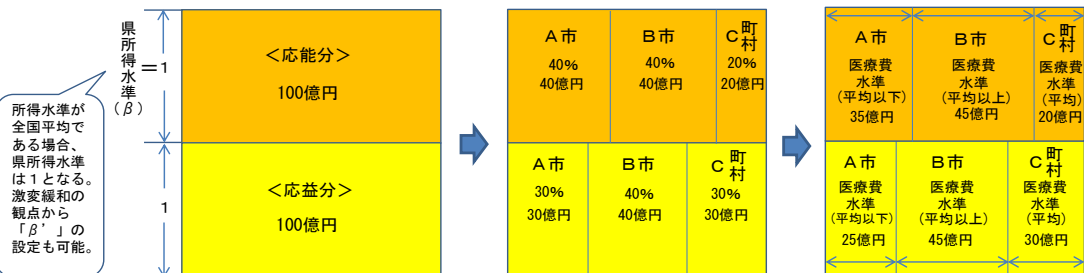 県所得水準(β)
＝1
1
所得水準が
全国平均で
ある場合、
県所得水準
は１となる。
激変緩和の
観点から
「β’」の
設定も可能。
＜応能分＞
100億円
＜応益分＞
100億円
Ａ市
40%
40億円
Ｂ市
40%
40億円
Ｃ町村
20%
20億円
Ａ市
30%
30億円
Ｂ市
40%
40億円
Ｃ町村
30%
30億円
Ａ市
医療費
水準
(平均以下)
35億円
Ｂ市
医療費
水準
(平均以上)
45億円
Ｃ町村
医療費
水準
(平均)
20億円
Ａ市
医療費
水準
(平均以下)
25億円
Ｂ市
医療費
水準
(平均以上)
45億円
Ｃ町村
医療費
水準
(平均)
30億円